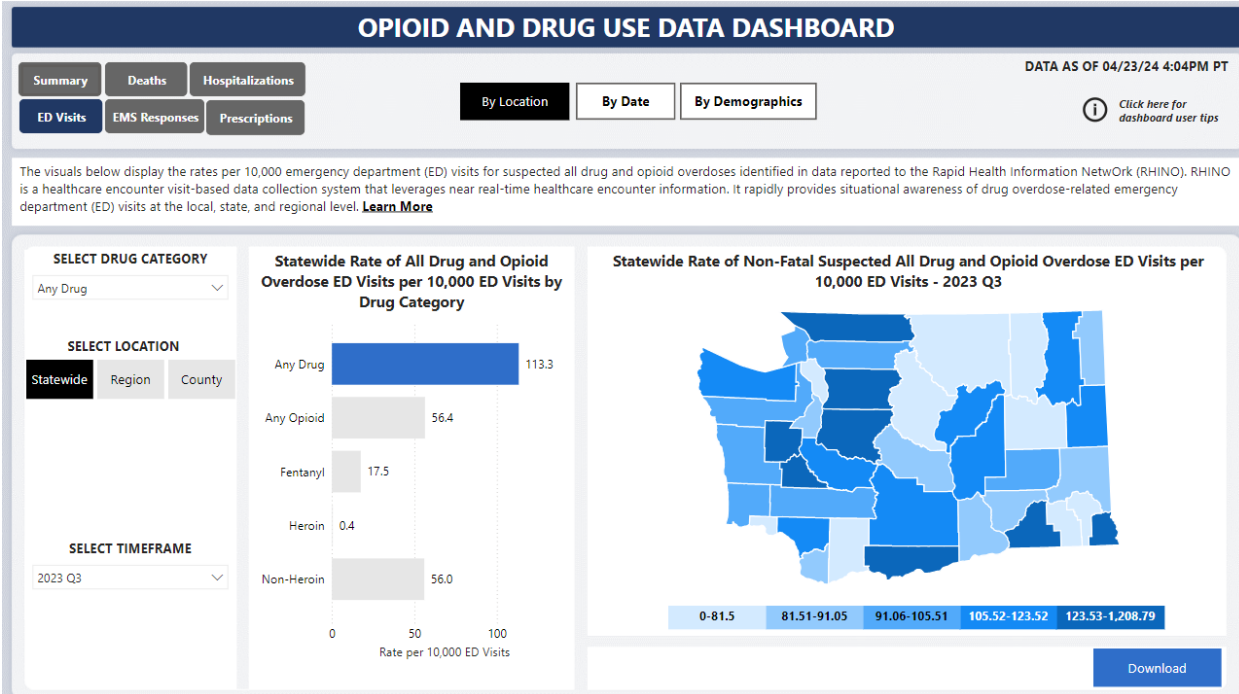 OPIOID AND DRUG USE DATA DASHBOARD
DATA AS OF 04/23/24 4:04PM PT
Summary
Deaths
Hospitalizations
ED Visits
EMS Responses
Prescriptions
By Location
By Date
By Demographics
i
Click here for
dashboard user tips
The visuals below display the rates per 10,000 emergency department (ED) visits for suspected all drug and opioid overdoses identified in data reported to the Rapid Health Information NetwOrk (RHINO). RHINO
is a healthcare encounter visit-based data collection system that leverages near real-time healthcare encounter information. It rapidly provides situational awareness of drug overdose-related emergency
department (ED) visits at the local, state, and regional level. Learn More
SELECT DRUG CATEGORY
Any Drug
SELECT LOCATION
Statewide
Region
County
SELECT TIMEFRAME
2023 Q3
Statewide Rate of All Drug and Opioid
Overdose ED Visits per 10,000 ED Visits by
Drug Category
Any Drug 113.3
Any Opioid 56.4
Fentanyl 17.5
Heroin 0.4
Non-Heroin 56.0
0 50 100
Rate per 10,000 ED Visits
Statewide Rate of Non-Fatal Suspected All Drug and Opioid Overdose ED Visits per
10,000 ED Visits - 2023 Q3
0-81.5 81.51-91.05 91.06-105.51 105.52-123.52 123.53-1,208.79
Download